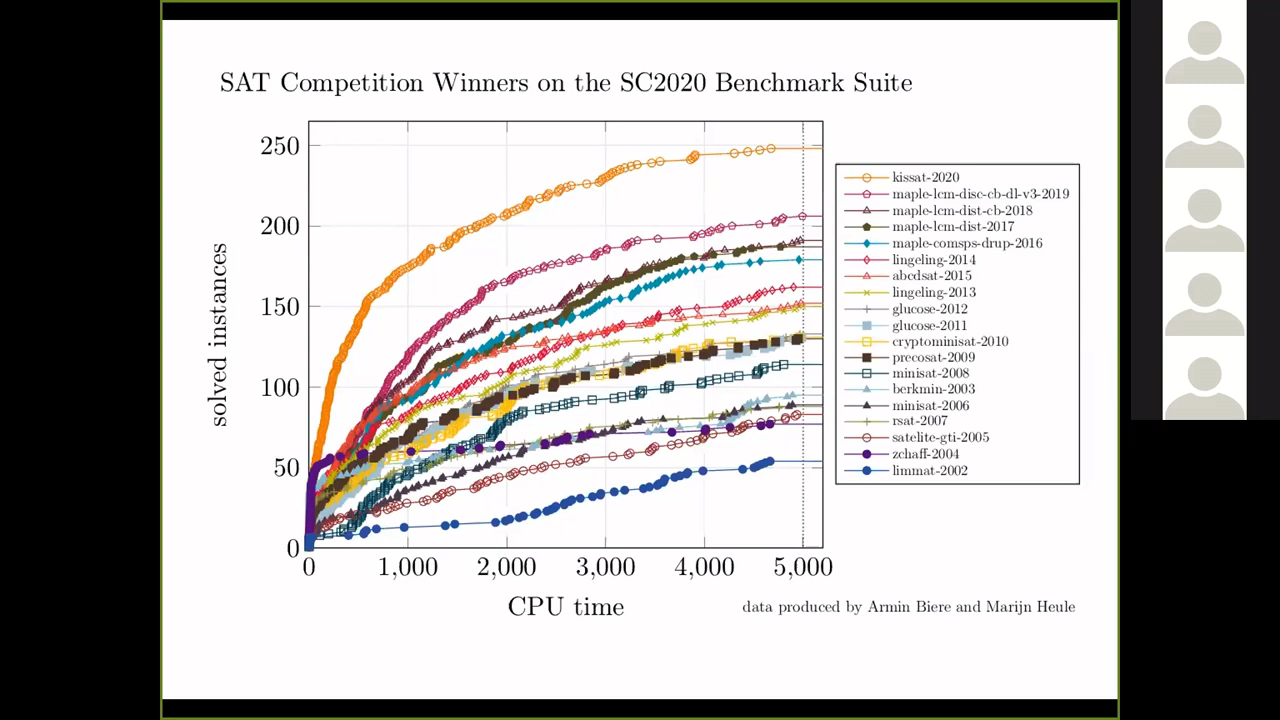 SAT Competition Winners on the SC2020 Benchmark Suite
250
200
150
100
50
0
solved instances
0 1,000 2,000 3,000 4,000 5,000
CPU time
kissat-2020
maple-lcm-disc-cb-dl-v3-2019
maple-lcm-dist-cb-2018
maple-lcm-dist-2017
maple-comsps-drup-2016
lingeling-2014
abcdsat-2015
lingeling-2013
glucose-2012
glucose-2011
cryptominisat-2010
precosat-2009
minisat-2008
berkmin-2003
minisat-2006
rsat-2007
satelite-gti-2005
zchaff-2004
limmat-2002
data produced by Armin Biere and Marijn Heule